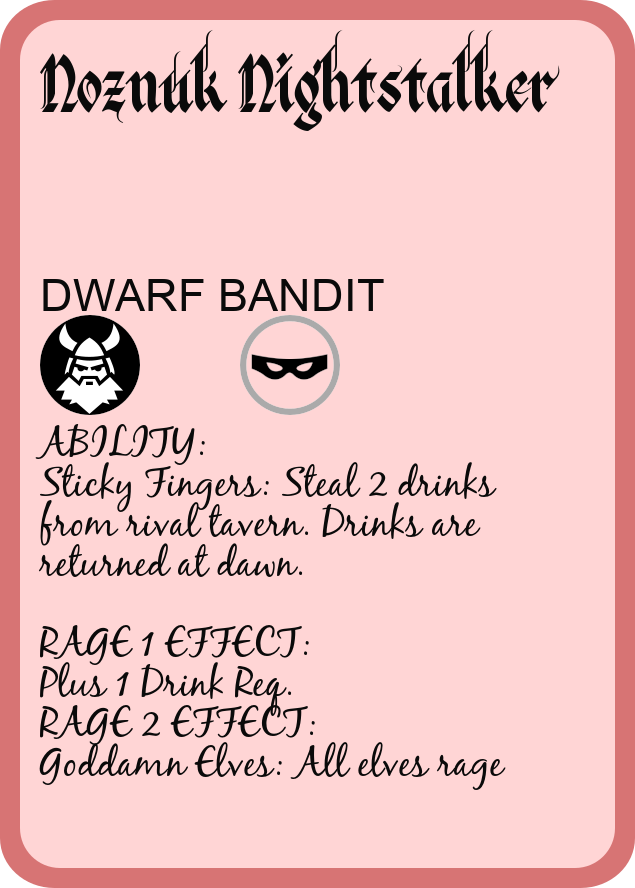 Noznuk Nightstalker
DWARF BANDIT
ABILITY:
Sticky Fingers: Steal 2 drinks
from rival tavern. Drinks are
returned at dawn.
RAGE 1 EFFECT:
Plus 1 Drink Req.
RAGE 2 EFFECT:
Goddamn Elves: All elves rage